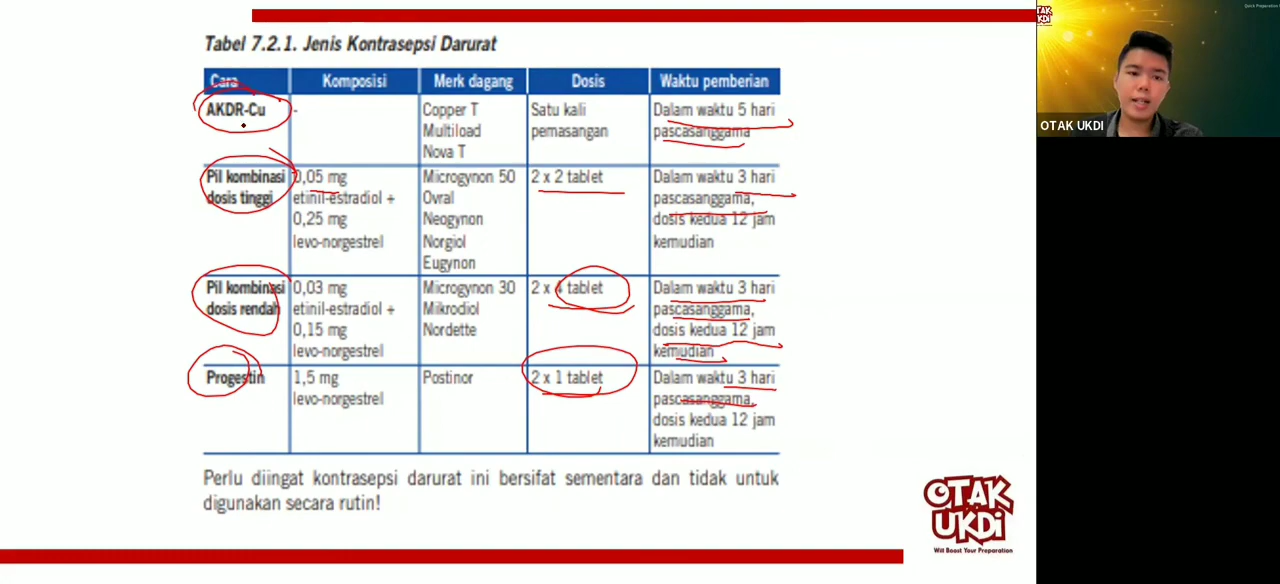 Tabel 7.2.1. Jenis Kontrasepsi Darurat
Cara Komposisi Merk dagang Dosis Waktu pemberian
AKDR-Cu - Copper T Satu kali Dalam waktu 5 hari
Multiload pemasangan pascasanggama
Nova T
Pil kombinasi 0,05 mg Microgynon 50 2 x 2 tablet Dalam waktu 3 hari
dosis tinggi etinil-estradiol + Ovral pascasanggama,
0,25 mg Neogynon dosis kedua 12 jam
levo-norgestrel Norgiol kemudian
Eugynon
Pil kombinasi 0,03 mg Microgynon 30 2 x 4 tablet Dalam waktu 3 hari
dosis rendah etinil-estradiol + Mikrodiol pascasanggama,
0,15 mg Nordette dosis kedua 12 jam
levo-norgestrel kemudian
Progestin 1,5 mg Postinor 2 x 1 tablet Dalam waktu 3 hari
levo-norgestrel pascasanggama,
dosis kedua 12 jam
kemudian
Perlu diingat kontrasepsi darurat ini bersifat sementara dan tidak untuk
digunakan secara rutin!
OTAK
UKDI
Will Boost Your Preparation
OTAK
UKDI
Quick Preparation
OTAK UKDI